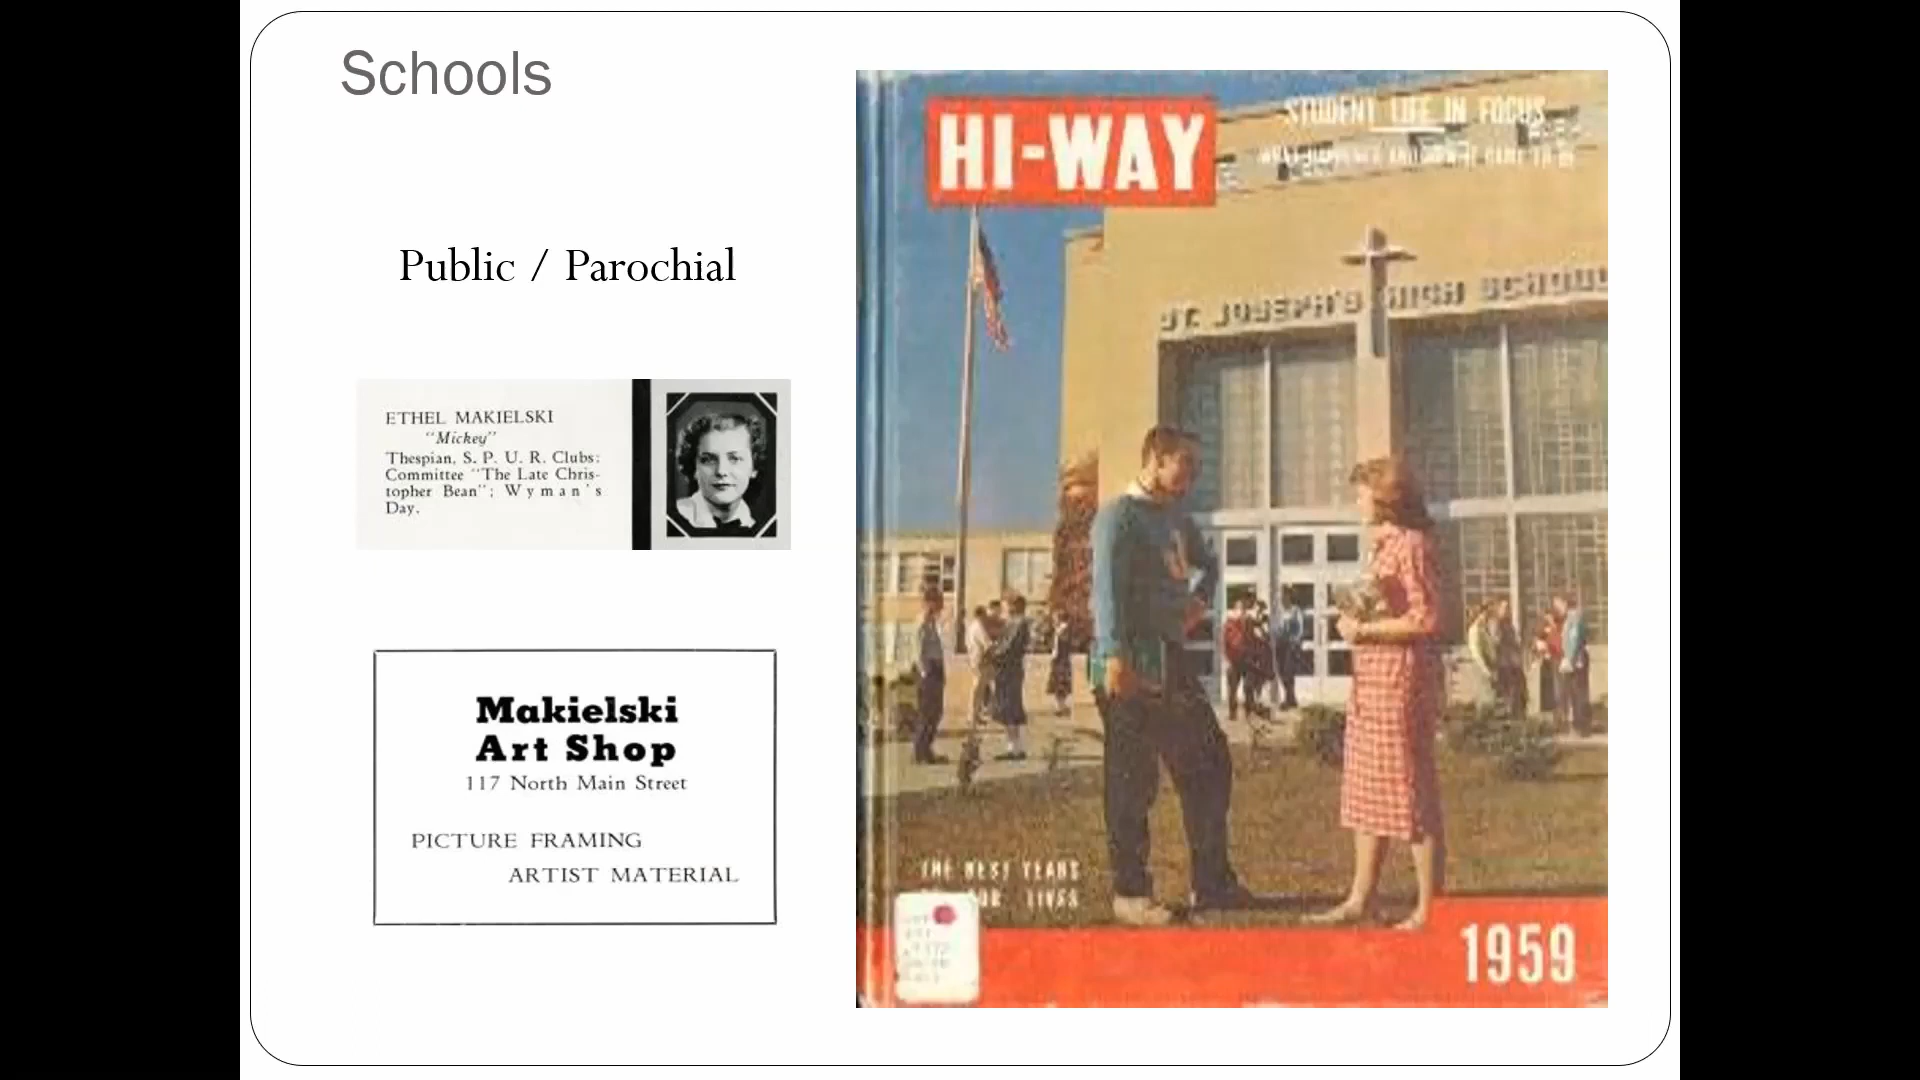 Schools
Public / Parochial
ETHEL MAKIELSKI
"Mickey"
Thespian, S. P. U. R. Clubs;
Committee "The Late Chris-
topher Bean"; Wyman's
Day.
Makielski
Art Shop
117 North Main Street
PICTURE FRAMING
ARTIST MATERIAL
HI-WAY
STUDENT LIFE IN FOCUS
ST. JOSEPH'S HIGH SCHOOL
THE BEST YEARS
OUR LIVES
1959